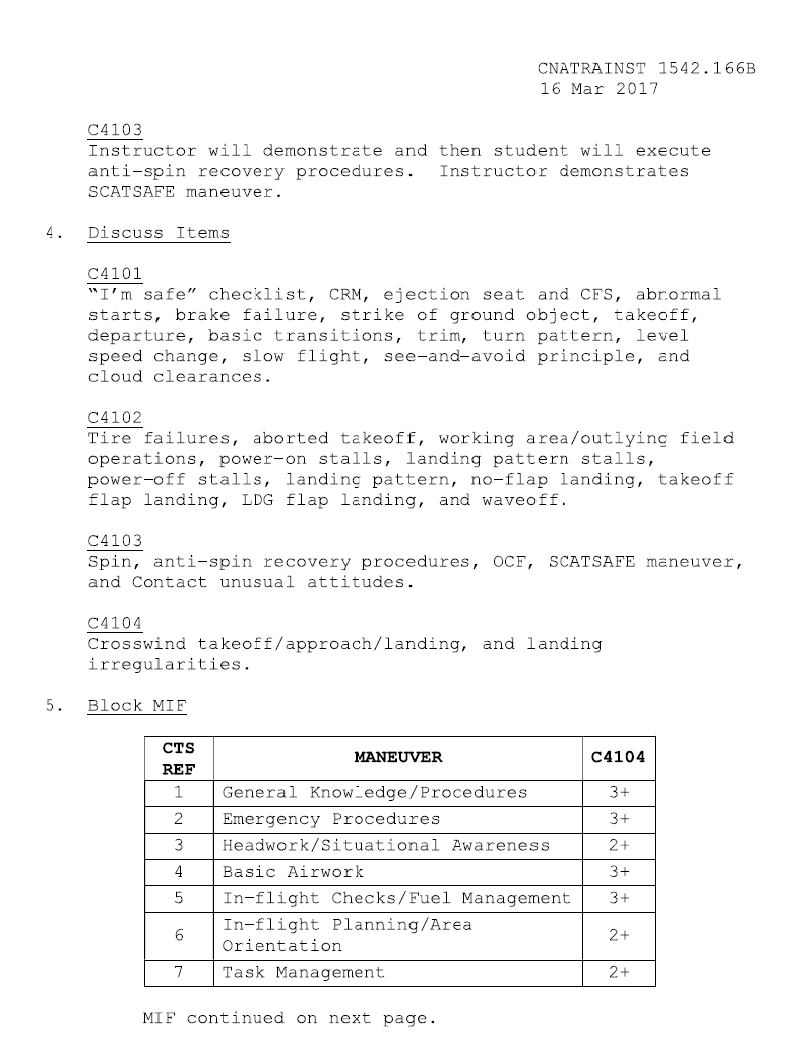 CNATRAINST 1542.166B
16 Mar 2017
C4103
Instructor will demonstrate and then student will execute
anti-spin recovery procedures. Instructor demonstrates
SCATSAFE maneuver.
4. Discuss Items
C4101
"I'm safe" checklist, CRM, ejection seat and CFS, abnormal
starts, brake failure, strike of ground object, takeoff,
departure, basic transitions, trim, turn pattern, level
speed change, slow flight, see-and-avoid principle, and
cloud clearances.
C4102
Tire failures, aborted takeoff, working area/outlying field
operations, power-on stalls, landing pattern stalls,
power-off stalls, landing pattern, no-flap landing, takeoff
flap landing, LDG flap landing, and waveoff.
C4103
Spin, anti-spin recovery procedures, OCF, SCATSAFE maneuver,
and Contact unusual attitudes.
C4104
Crosswind takeoff/approach/landing, and landing
irregularities.
5. Block MIF
CTS REF MANEUVER C4104
1 General Knowledge/Procedures 3+
2 Emergency Procedures 3+
3 Headwork/Situational Awareness 2+
4 Basic Airwork 3+
5 In-flight Checks/Fuel Management 3+
6 In-flight Planning/Area
Orientation 2+
7 Task Management 2+
MIF continued on next page.